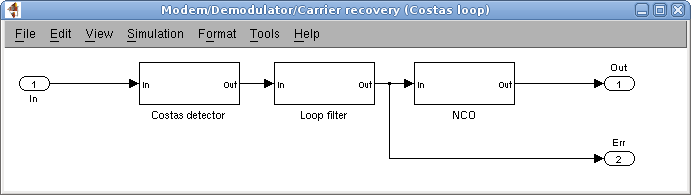 Modem/Demodulator/Carrier recovery (Costas loop)
File Edit View Simulation Format Tools Help
Out
1 In Out In Out In Out 1
In Costas detector Loop filter NCO
Err
2